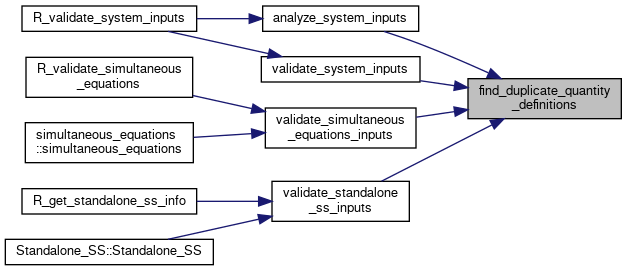 R_validate_system_inputs
analyze_system_inputs
validate_system_inputs
R_validate_simultaneous
_equations
find_duplicate_quantity
_definitions
validate_simultaneous
_equations_inputs
simultaneous_equations
::simultaneous_equations
R_get_standalone_ss_info
validate_standalone
_ss_inputs
Standalone_SS::Standalone_SS